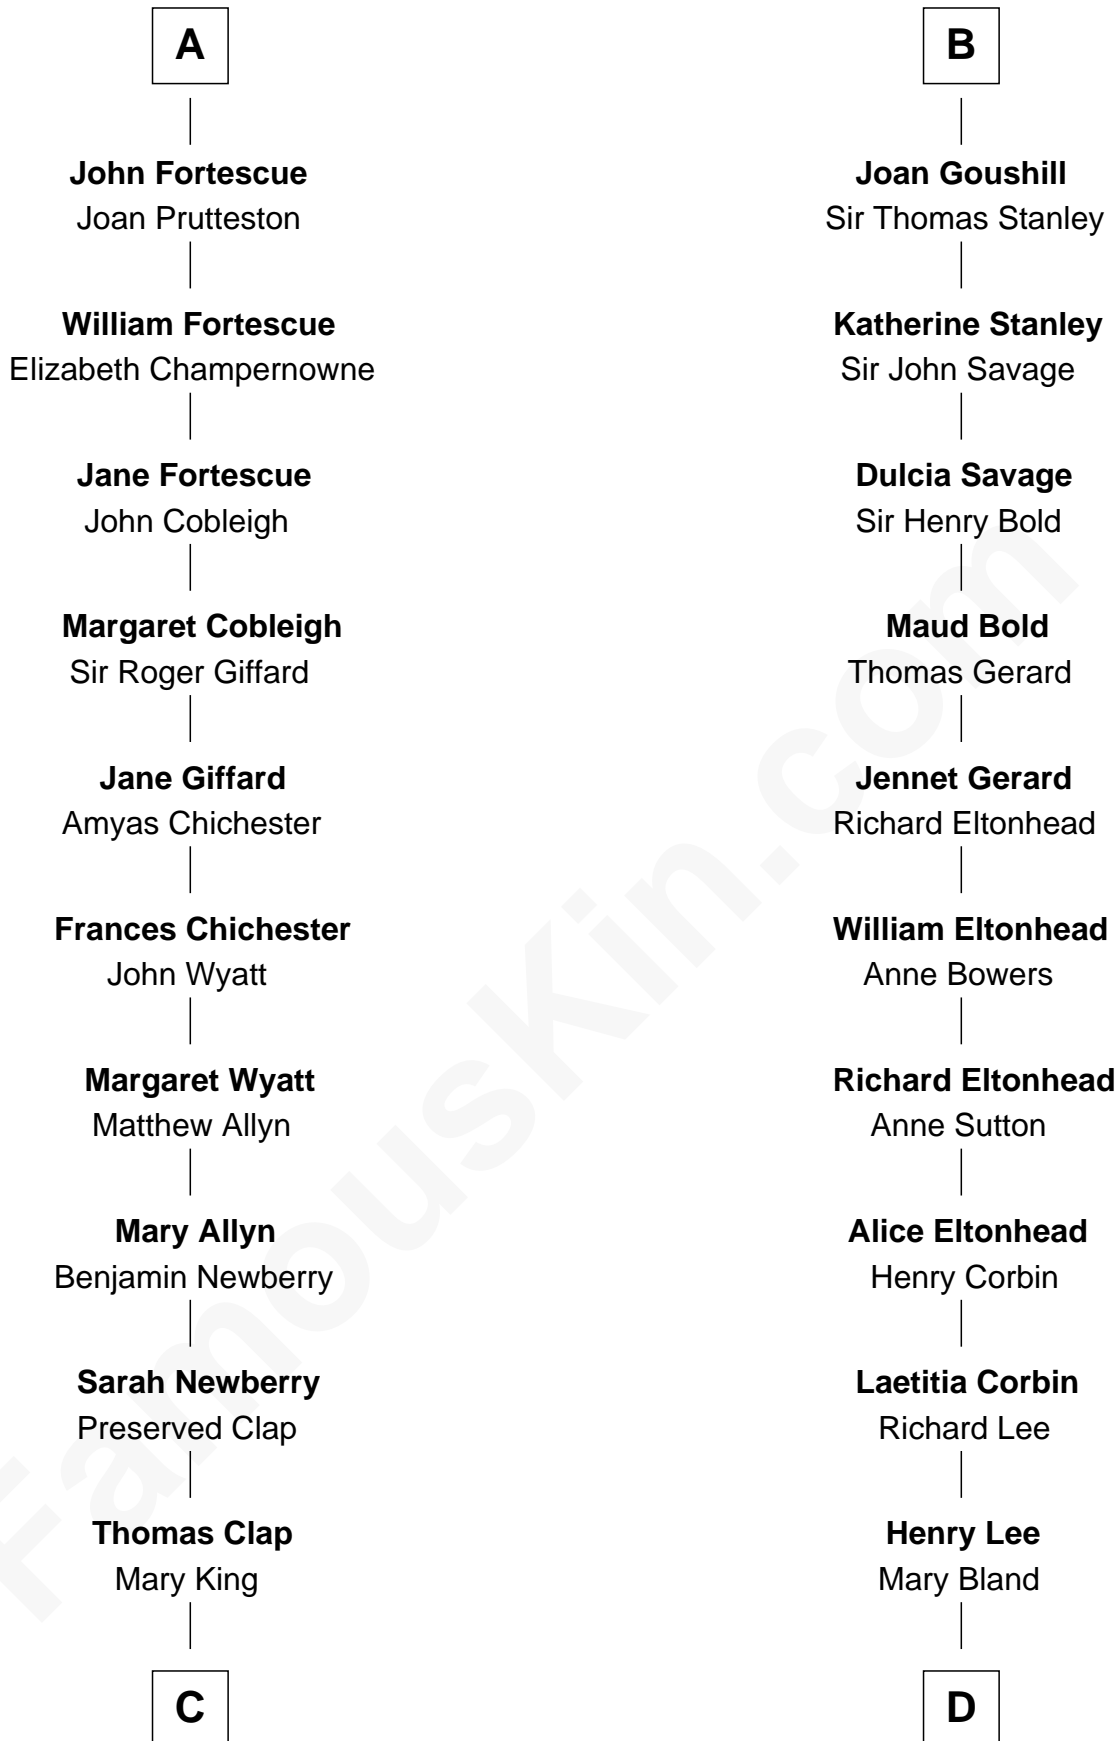 A
John Fortescue
Joan Prutteston
William Fortescue
Elizabeth Champernowne
Jane Fortescue
John Cobleigh
Margaret Cobleigh
Sir Roger Giffard
Jane Giffard
Amyas Chichester
Frances Chichester
John Wyatt
Margaret Wyatt
Matthew Allyn
Mary Allyn
Benjamin Newberry
Sarah Newberry
Preserved Clap
Thomas Clap
Mary King
C
B
Joan Goushill
Sir Thomas Stanley
Katherine Stanley
Sir John Savage
Dulcia Savage
Sir Henry Bold
Maud Bold
Thomas Gerard
Jennet Gerard
Richard Eltonhead
William Eltonhead
Anne Bowers
Richard Eltonhead
Anne Sutton
Alice Eltonhead
Henry Corbin
Laetitia Corbin
Richard Lee
Henry Lee
Mary Bland
D
FamousKin.com